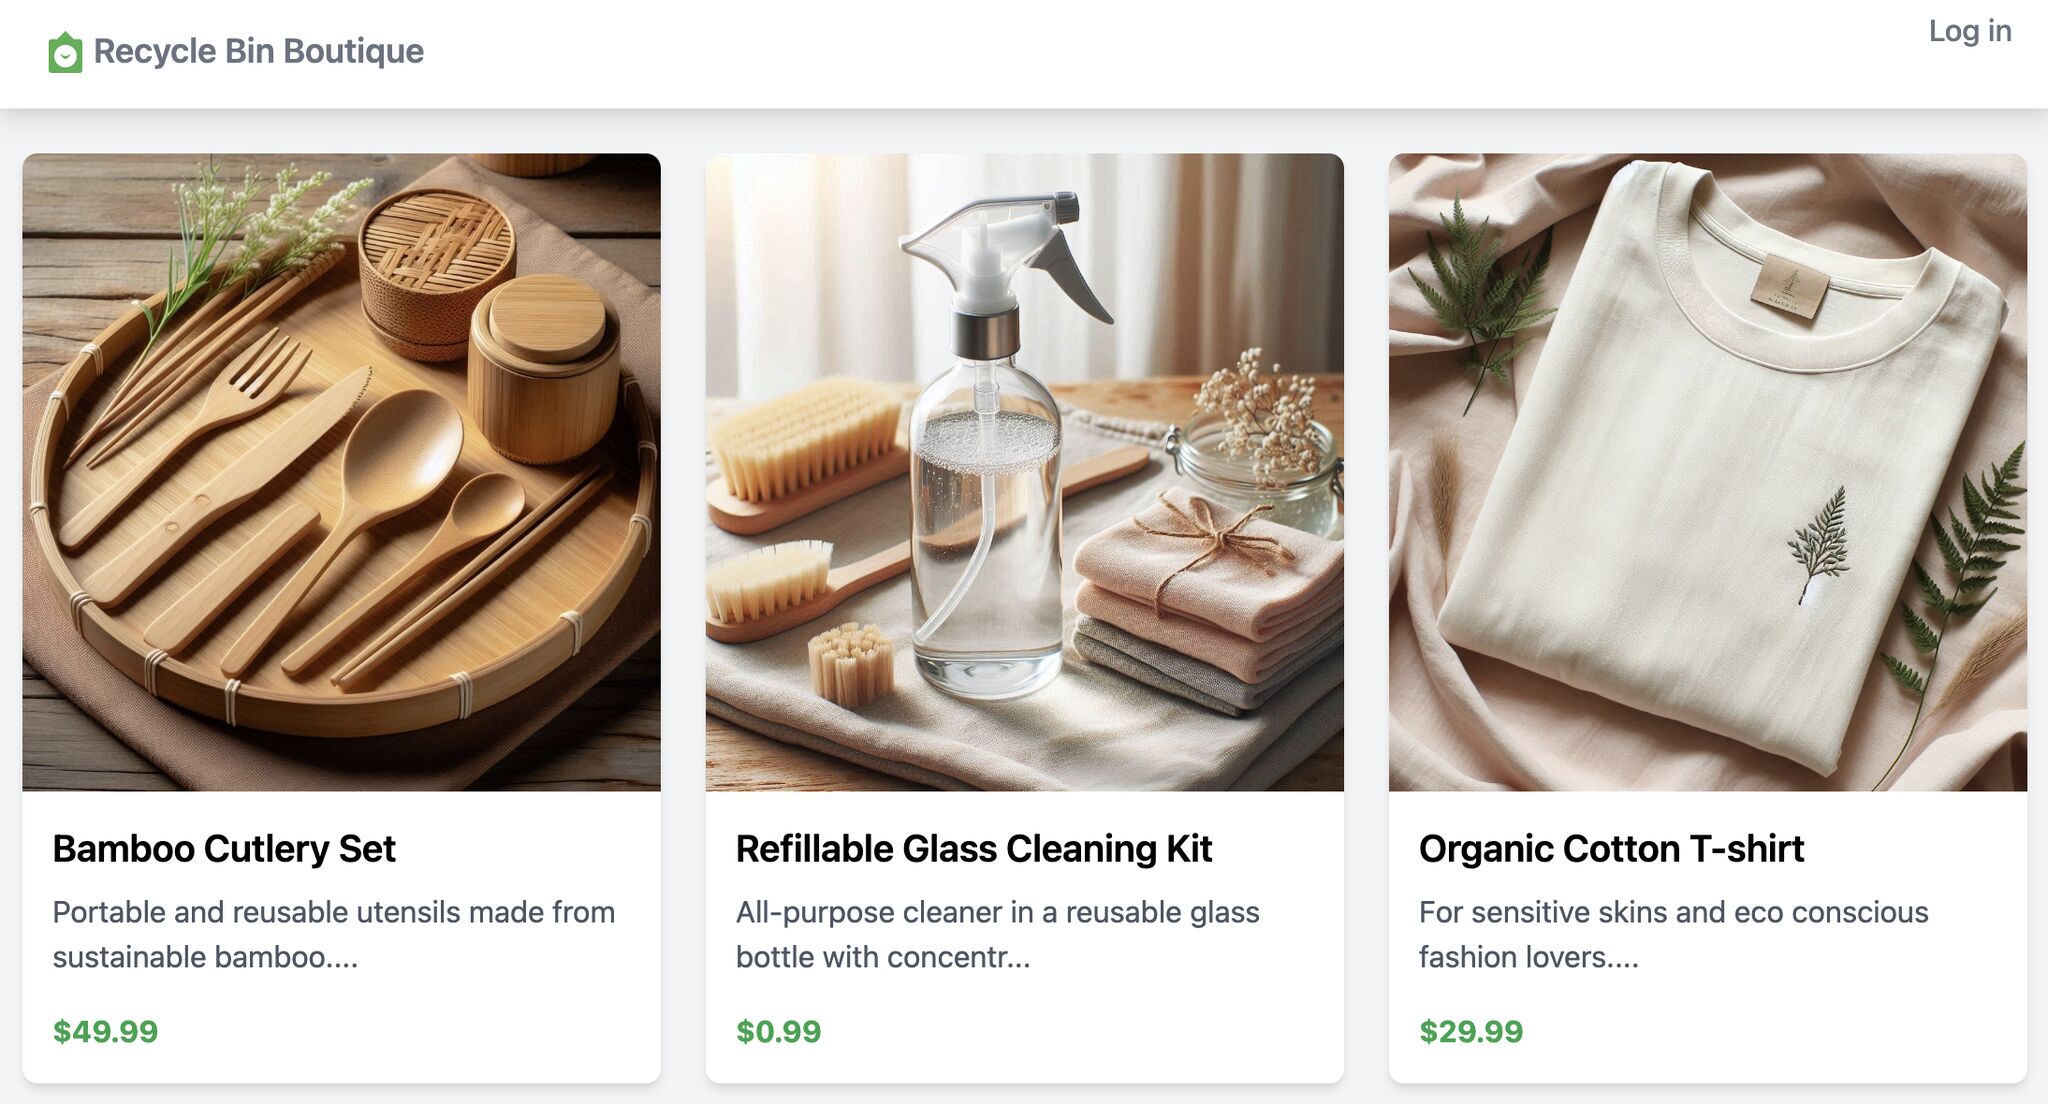 Recycle Bin Boutique
Log in
Bamboo Cutlery Set
Portable and reusable utensils made from
sustainable bamboo....
$49.99
Refillable Glass Cleaning Kit
All-purpose cleaner in a reusable glass
bottle with concentr...
$0.99
Organic Cotton T-shirt
For sensitive skins and eco conscious
fashion lovers....
$29.99